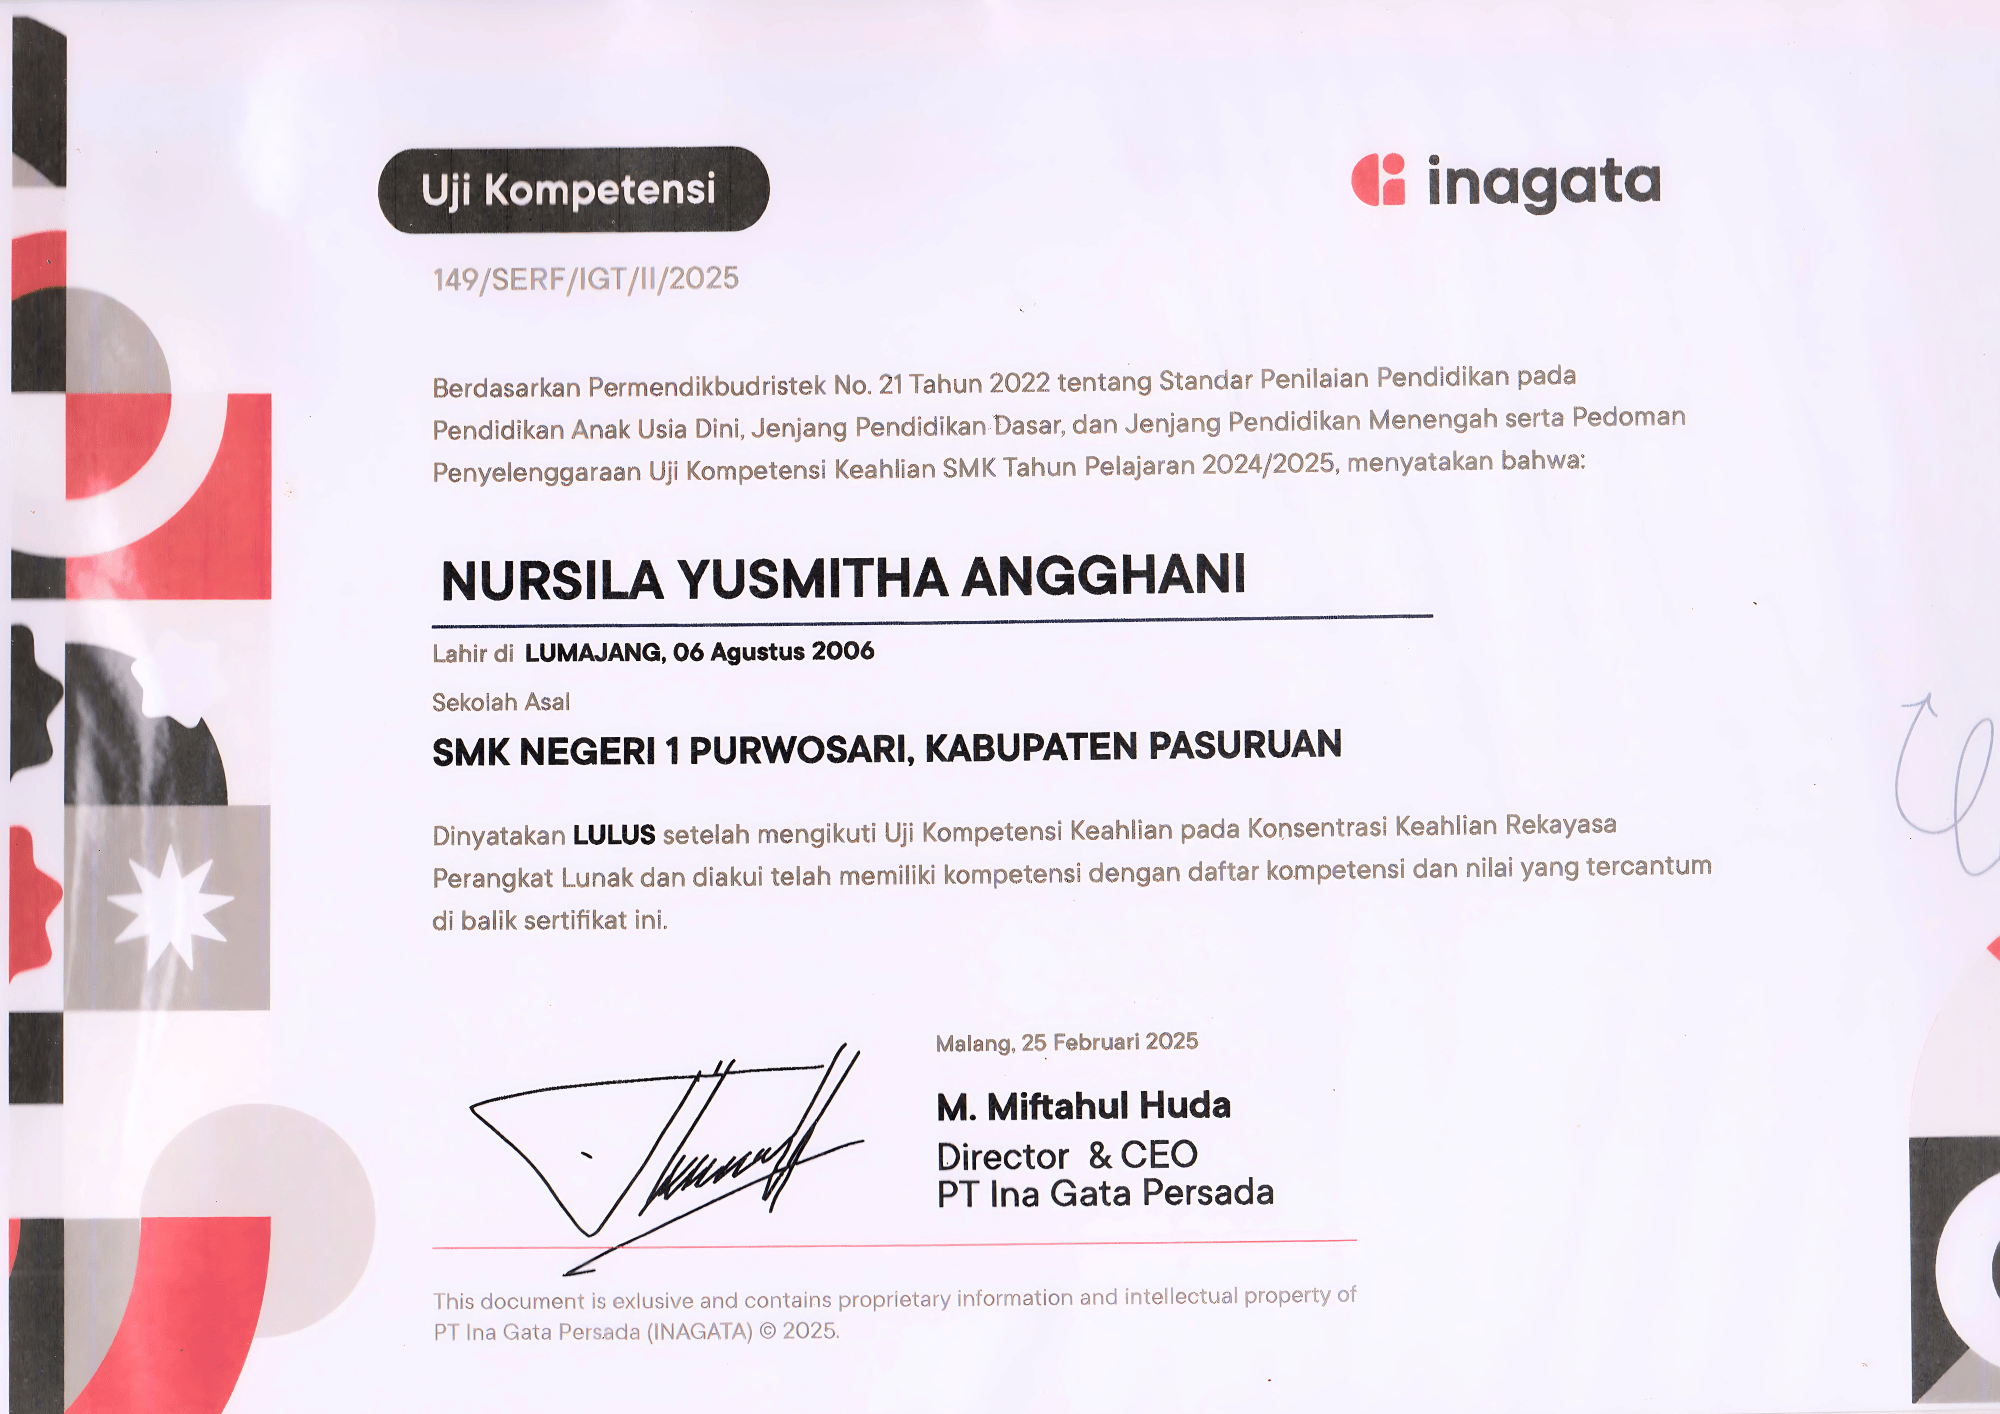 Uji Kompetensi
inagata
149/SERF/IGT/II/2025
Berdasarkan Permendikbudristek No. 21 Tahun 2022 tentang Standar Penilaian Pendidikan pada
Pendidikan Anak Usia Dini, Jenjang Pendidikan Dasar, dan Jenjang Pendidikan Menengah serta Pedoman
Penyelenggaraan Uji Kompetensi Keahlian SMK Tahun Pelajaran 2024/2025, menyatakan bahwa:
NURSILA YUSMITHA ANGGHANI
Lahir di LUMAJANG, 06 Agustus 2006
Sekolah Asal
SMK NEGERI 1 PURWOSARI, KABUPATEN PASURUAN
Dinyatakan LULUS setelah mengikuti Uji Kompetensi Keahlian pada Konsentrasi Keahlian Rekayasa
Perangkat Lunak dan diakui telah memiliki kompetensi dengan daftar kompetensi dan nilai yang tercantum
di balik sertifikat ini.
Malang, 25 Februari 2025
M. Miftahul Huda
Director & CEO
PT Ina Gata Persada
This document is exlusive and contains proprietary information and intellectual property of
PT Ina Gata Persada (INAGATA) © 2025.